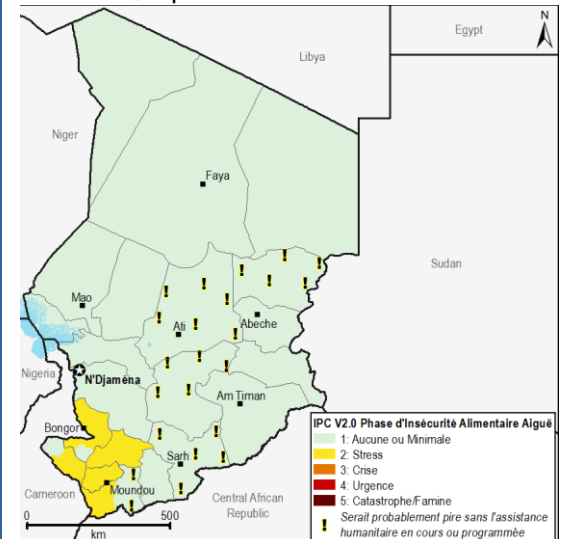 N
Egypt
Libya
Niger
Faya
Sudan
Mao
Ati
Abeche
Nigeria
N'Djaména
Am Timan
Bongor
Sarh
Moundou
Cameroon
Central African
Republic
0 500
km
IPC V2.0 Phase d'Insécurité Alimentaire Aiguë
1: Aucune ou Minimale
2: Stress
3: Crise
4: Urgence
5: Catastrophe/Famine
! Serait probablement pire sans l'assistance
humanitaire en cours ou programmée